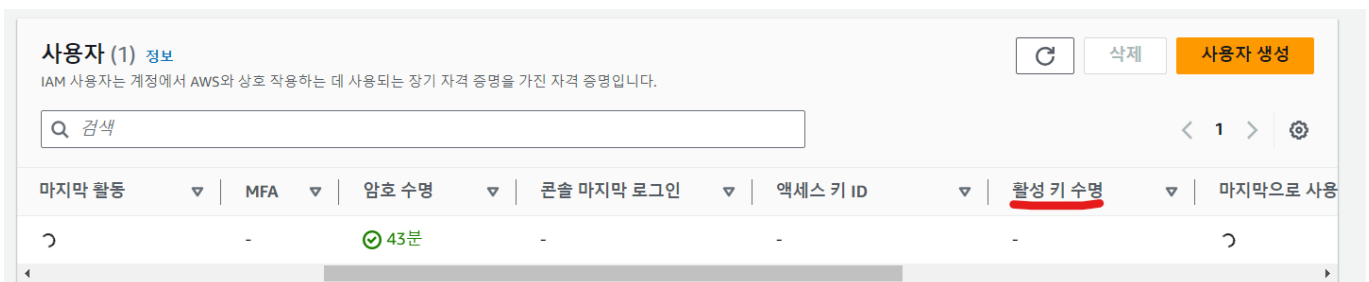 사용자 (1) 정보
삭제
사용자 생성
IAM 사용자는 계정에서 AWS와 상호 작용하는 데 사용되는 장기 자격 증명을 가진 자격 증명입니다.
검색
1
마지막 활동 MFA 암호 수명 콘솔 마지막 로그인 액세스 키 ID 활성 키 수명 마지막으로 사용
- 43분 - - -